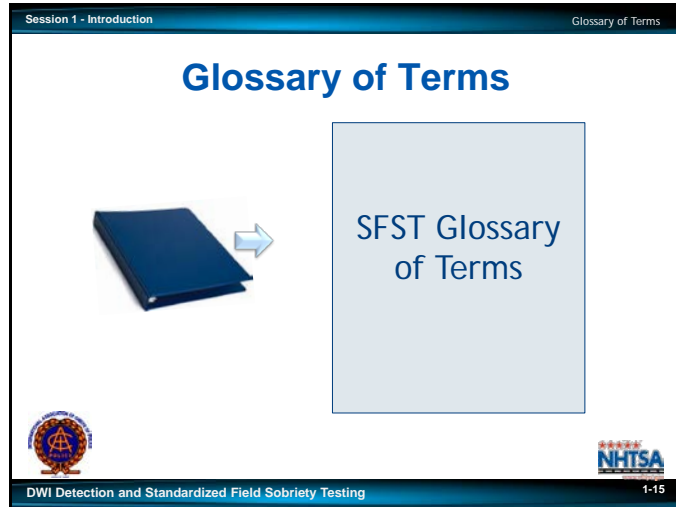 Session 1 - Introduction
Glossary of Terms
Glossary of Terms
SFST Glossary
of Terms
NHTSA
DWI Detection and Standardized Field Sobriety Testing
1-15